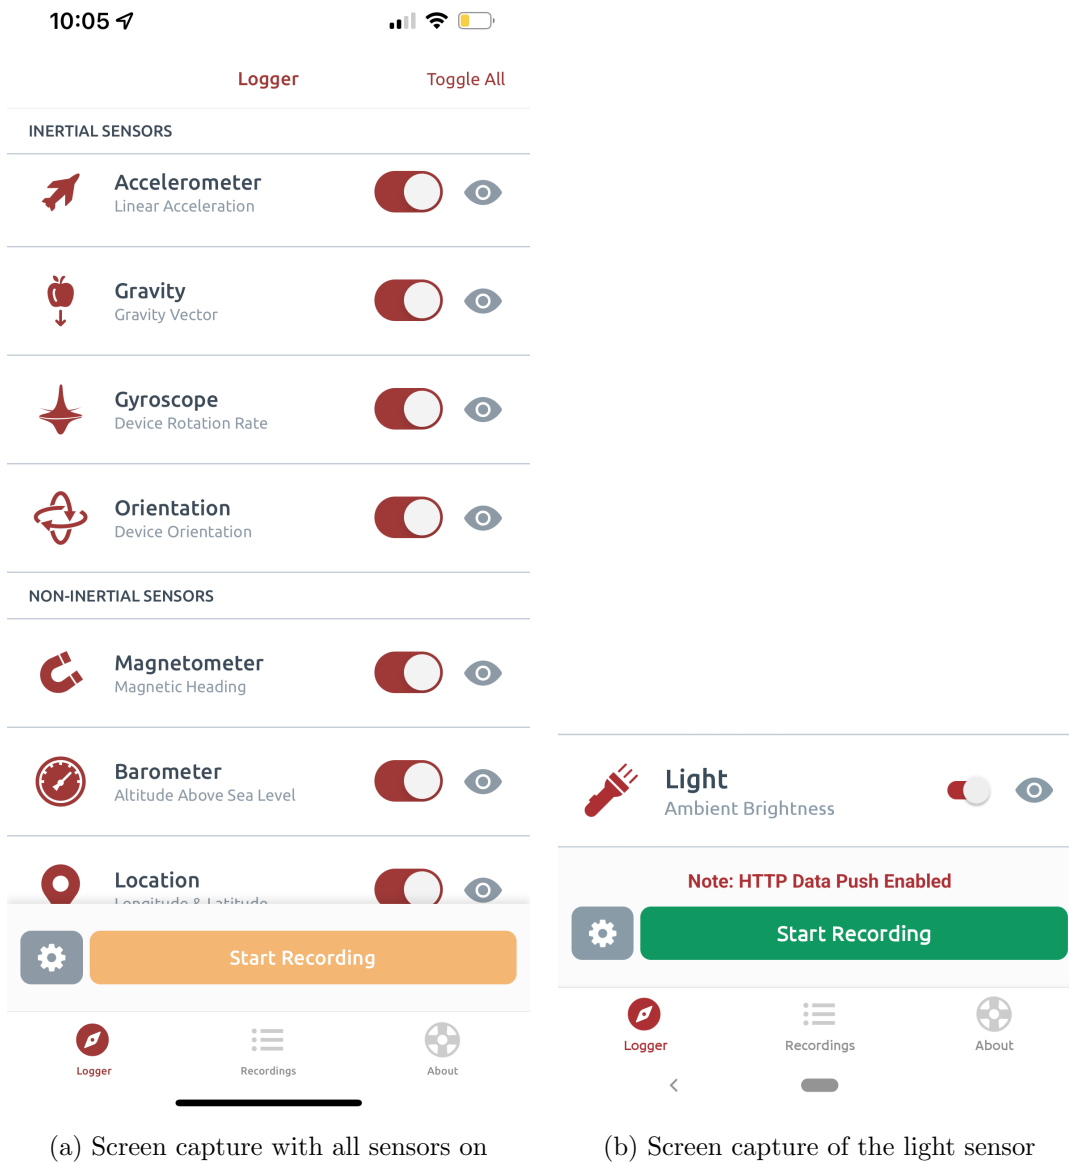 10:05
Logger
Toggle All
INERTIAL SENSORS
Accelerometer
Linear Acceleration
Gravity
Gravity Vector
Gyroscope
Device Rotation Rate
Orientation
Device Orientation
NON-INERTIAL SENSORS
Magnetometer
Magnetic Heading
Barometer
Altitude Above Sea Level
Location
Longitude & Latitude
Start Recording
Logger
Recordings
About
(a) Screen capture with all sensors on
Light
Ambient Brightness
Note: HTTP Data Push Enabled
Start Recording
Logger
Recordings
About
(b) Screen capture of the light sensor